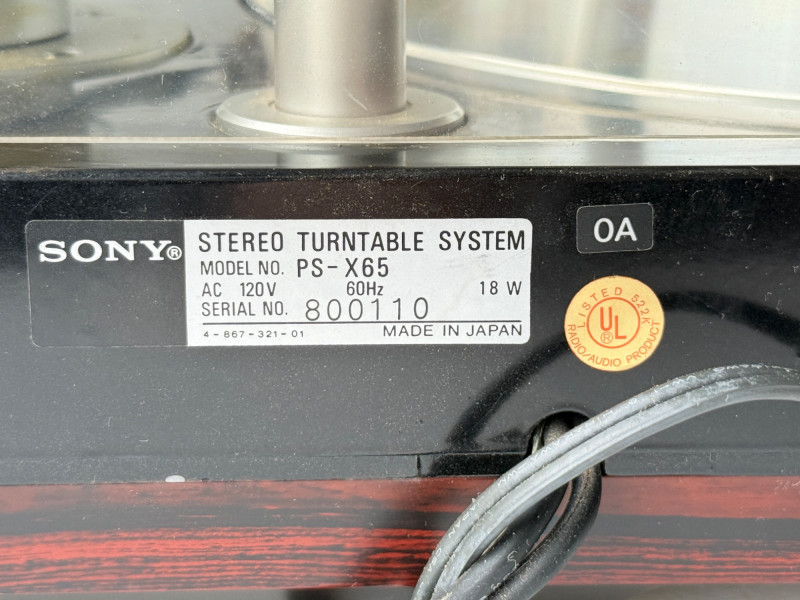 SONY®
STEREO TURNTABLE SYSTEM
MODEL NO. PS-X65
AC 120V 60Hz 18 W
SERIAL NO. 800110
4-867-321-01 MADE IN JAPAN
OA
LISTED 522K
UL®
RADIO/AUDIO PRODUCT